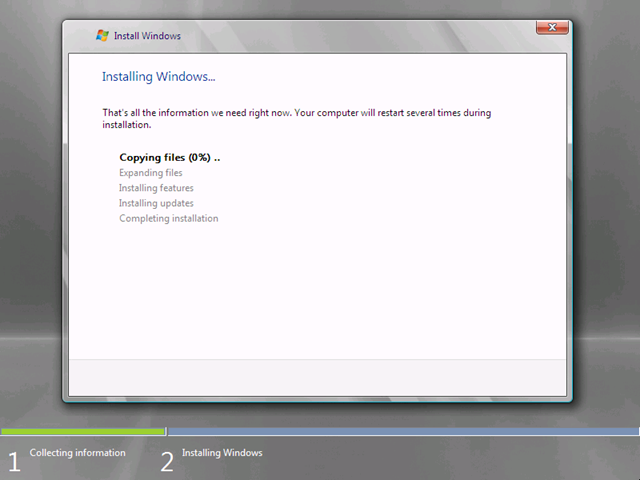 Install Windows
Installing Windows...
That's all the information we need right now. Your computer will restart several times during
installation.
Copying files (0%) ..
Expanding files
Installing features
Installing updates
Completing installation
1 Collecting information
2 Installing Windows